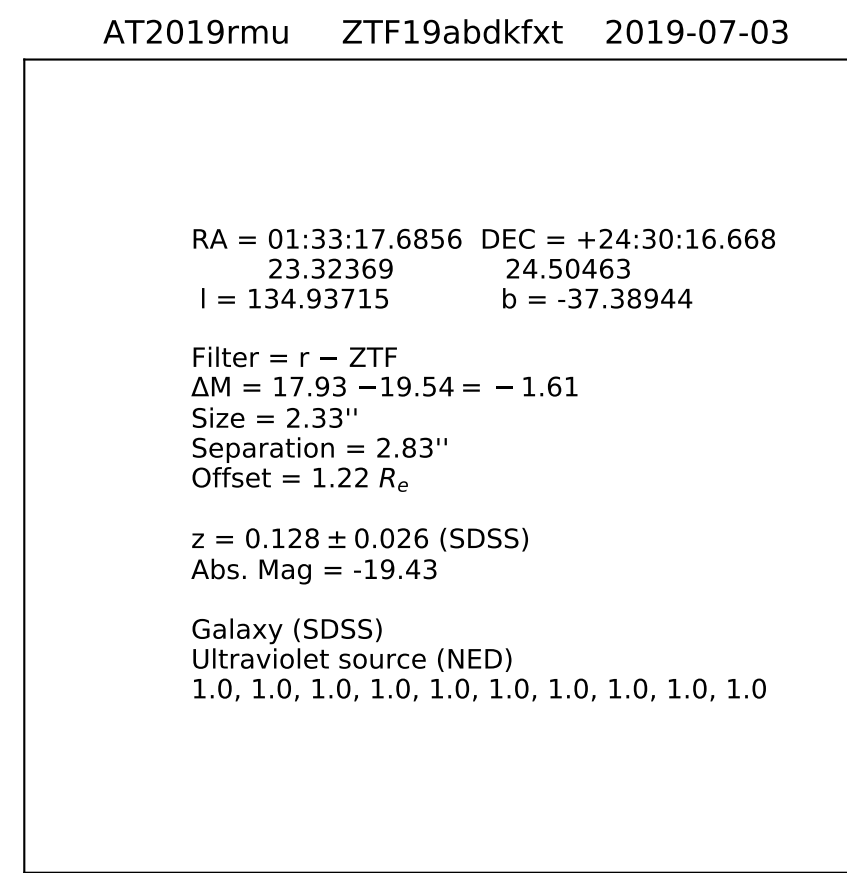 AT2019rmu ZTF19abdkfxt 2019-07-03
RA = 01:33:17.6856 DEC = +24:30:16.668
23.32369 24.50463
l = 134.93715 b = -37.38944
Filter = r − ZTF
ΔM = 17.93 −19.54 = − 1.61
Size = 2.33''
Separation = 2.83''
Offset = 1.22 Re
z = 0.128 ± 0.026 (SDSS)
Abs. Mag = -19.43
Galaxy (SDSS)
Ultraviolet source (NED)
1.0, 1.0, 1.0, 1.0, 1.0, 1.0, 1.0, 1.0, 1.0, 1.0